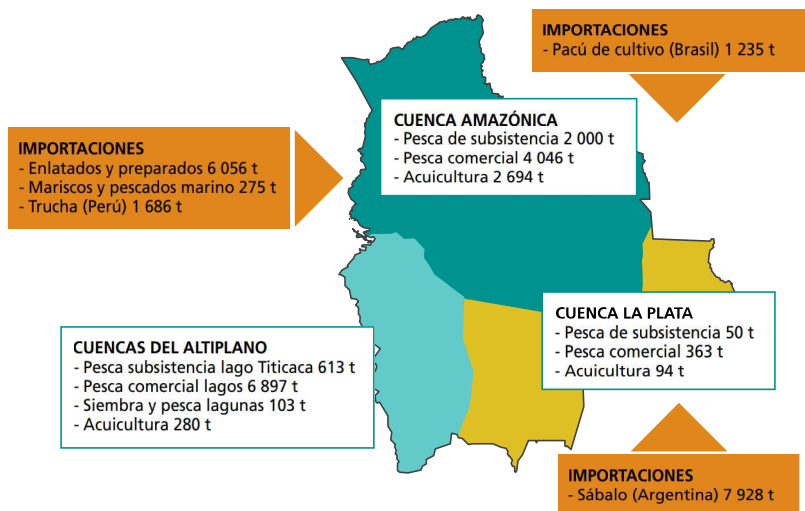 IMPORTACIONES
- Pacú de cultivo (Brasil) 1 235 t
CUENCA AMAZÓNICA
- Pesca de subsistencia 2 000 t
- Pesca comercial 4 046 t
- Acuicultura 2 694 t
IMPORTACIONES
- Enlatados y preparados 6 056 t
- Mariscos y pescados marino 275 t
- Trucha (Perú) 1 686 t
CUENCA LA PLATA
- Pesca de subsistencia 50 t
- Pesca comercial 363 t
- Acuicultura 94 t
CUENCAS DEL ALTIPLANO
- Pesca subsistencia lago Titicaca 613 t
- Pesca comercial lagos 6 897 t
- Siembra y pesca lagunas 103 t
- Acuicultura 280 t
IMPORTACIONES
- Sábalo (Argentina) 7 928 t